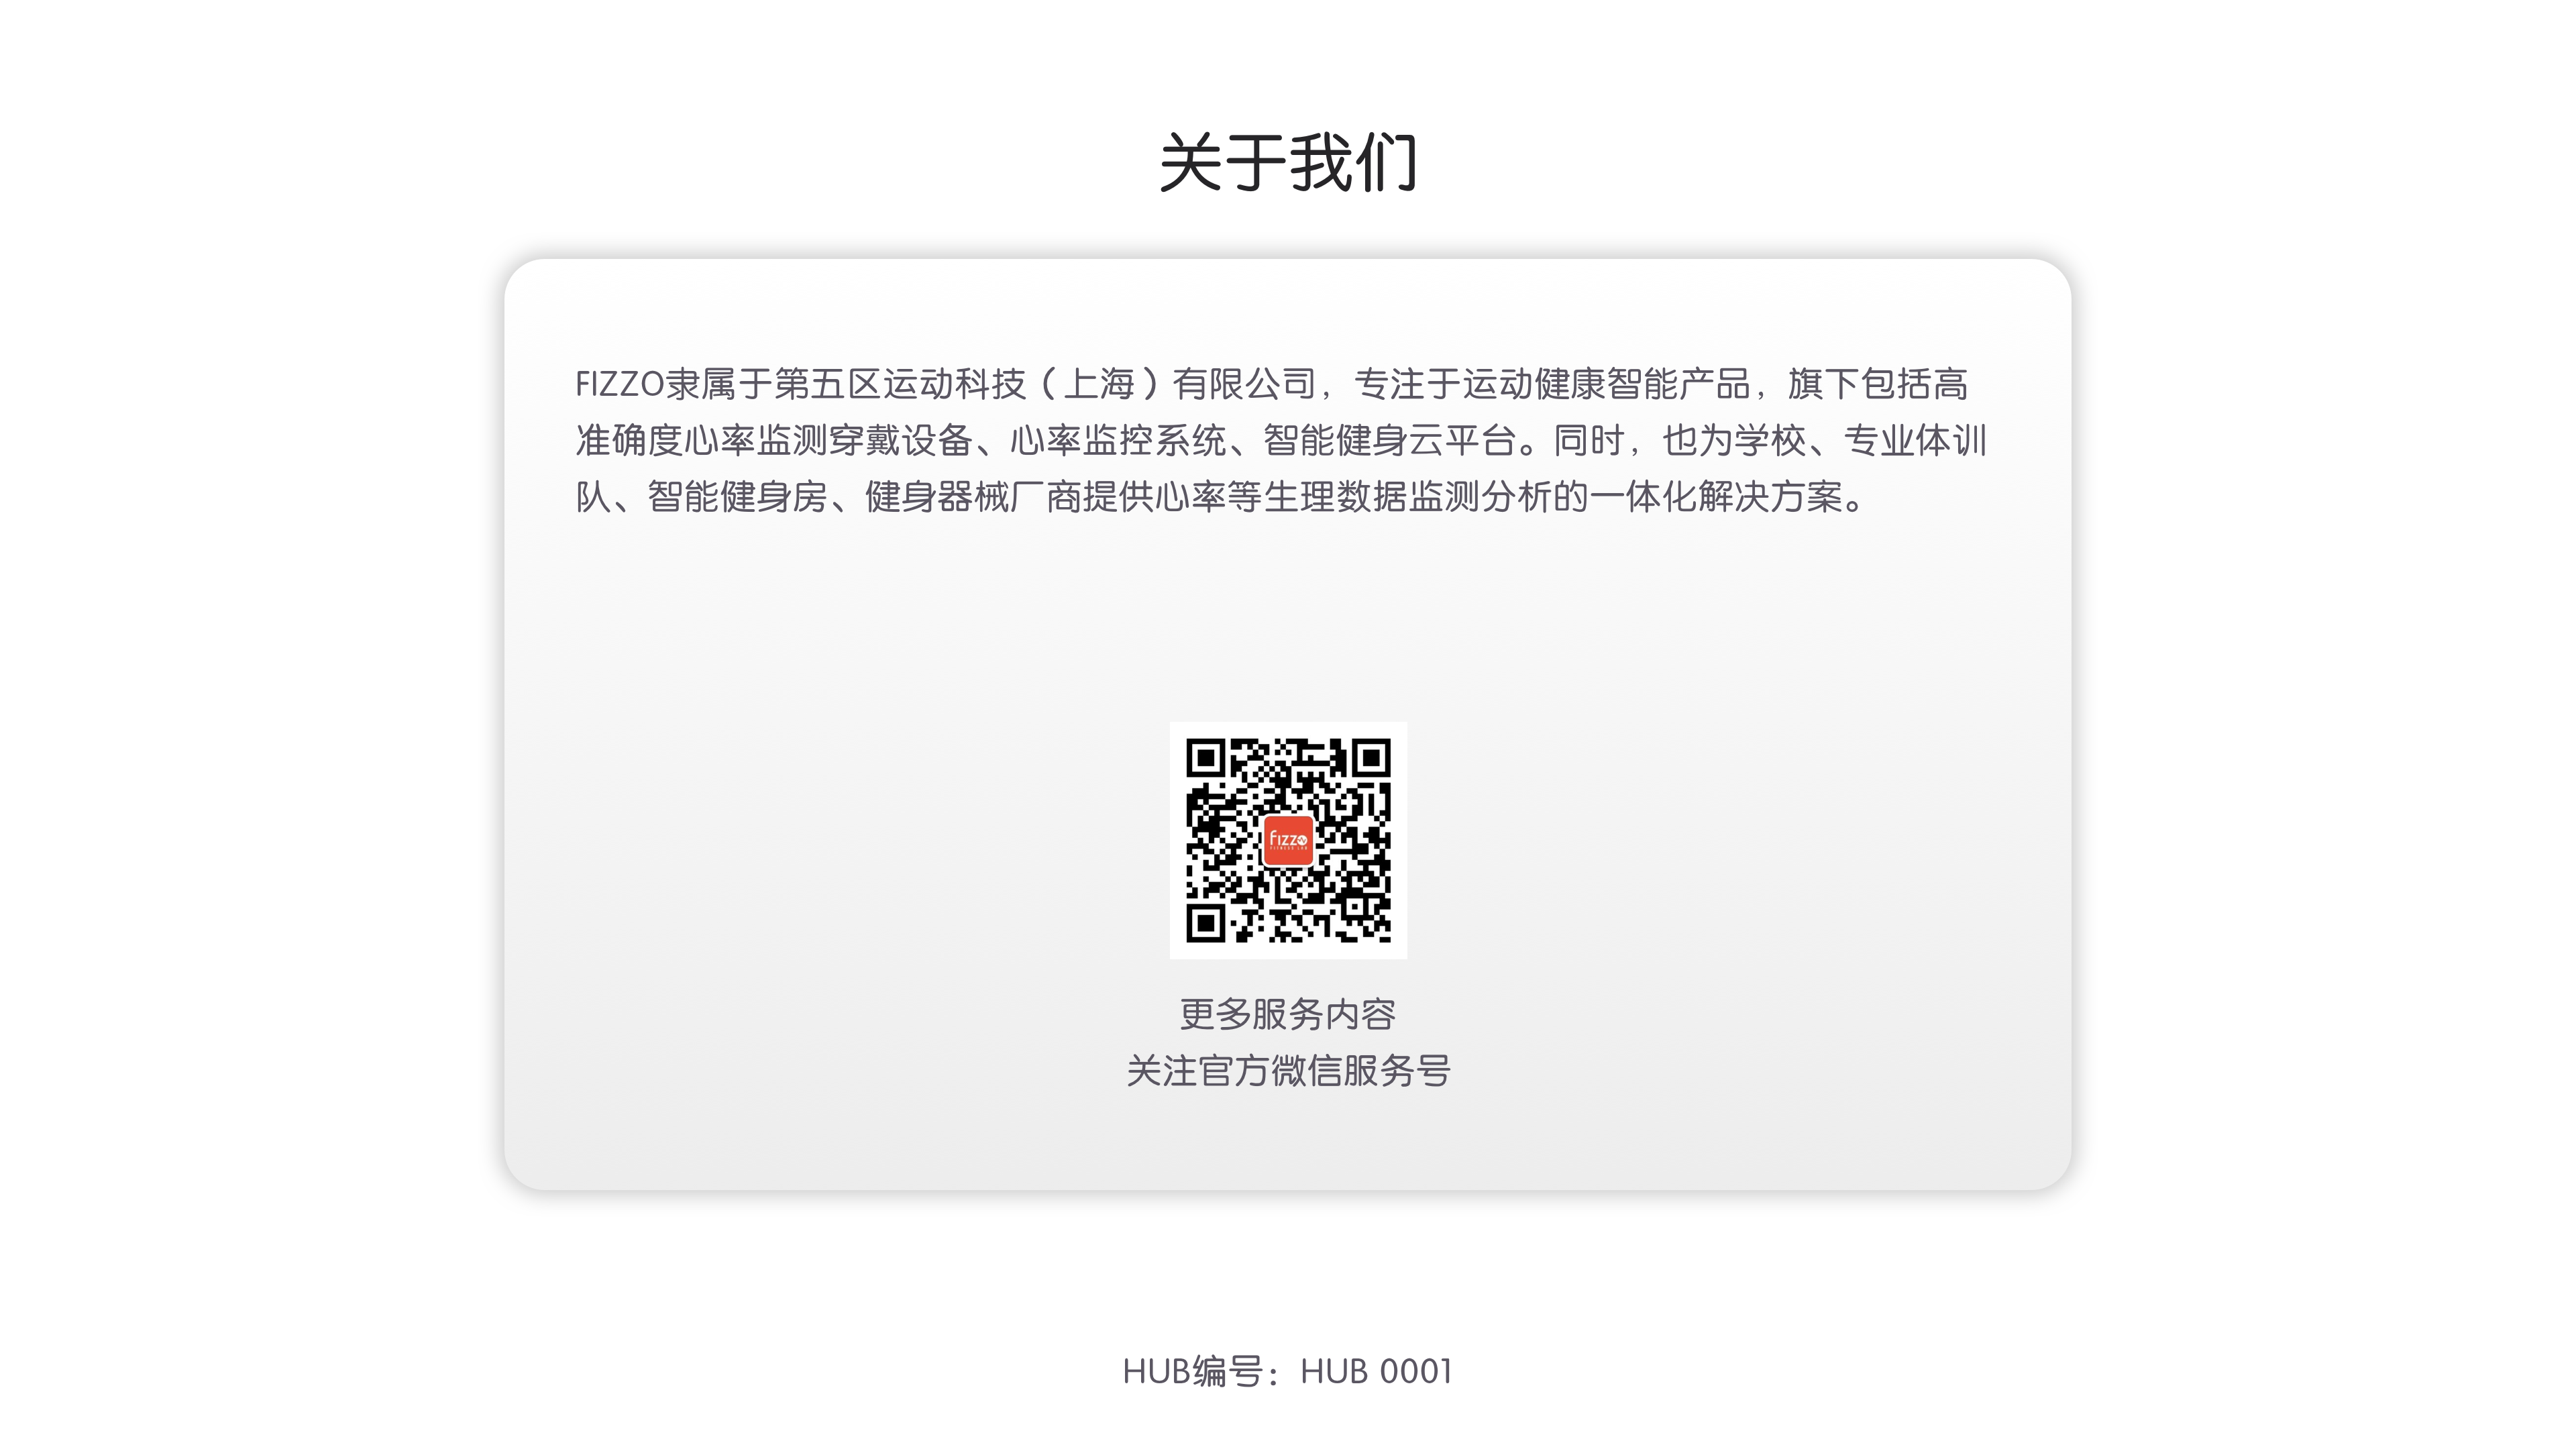 关于我们
FIZZO隶属于第五区运动科技（上海）有限公司，专注于运动健康智能产品，旗下包括高
准确度心率监测穿戴设备、心率监控系统、智能健身云平台。同时，也为学校、专业体训
队、智能健身房、健身器械厂商提供心率等生理数据监测分析的一体化解决方案。
fizzo
FITNESS LAB
更多服务内容
关注官方微信服务号
HUB编号：HUB 0001